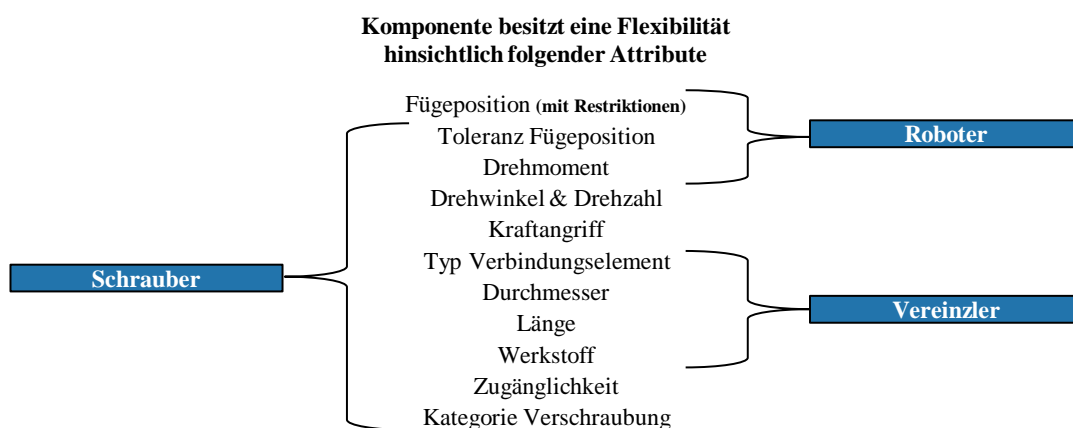 Komponente besitzt eine Flexibilität
hinsichtlich folgender Attribute
Fügeposition (mit Restriktionen)
Toleranz Fügeposition
Roboter
Drehmoment
Drehwinkel & Drehzahl
Kraftangriff
Typ Verbindungselement
Schrauber
Durchmesser
Vereinzler
Länge
Werkstoff
Zugänglichkeit
Kategorie Verschraubung